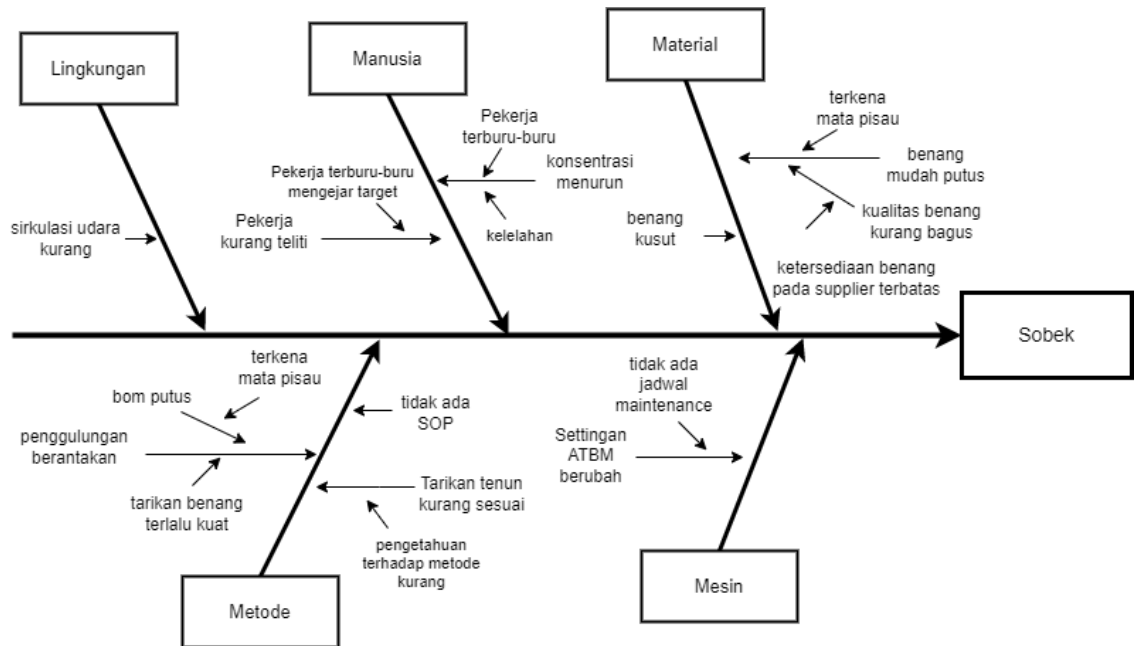 Lingkungan
Manusia
Material
Pekerja
terburu-buru
konsentrasi
menurun
kelelahan
Pekerja terburu-buru
mengejar target
Pekerja
kurang teliti
sirkulasi udara
kurang
terkena
mata pisau
benang
mudah putus
kualitas benang
kurang bagus
benang
kusut
ketersediaan benang
pada supplier terbatas
Sobek
terkena
mata pisau
bom putus
penggulungan
berantakan
tarikan benang
terlalu kuat
tidak ada
SOP
Tarikan tenun
kurang sesuai
pengetahuan
terhadap metode
kurang
tidak ada
jadwal
maintenance
Settingan
ATBM
berubah
Metode
Mesin